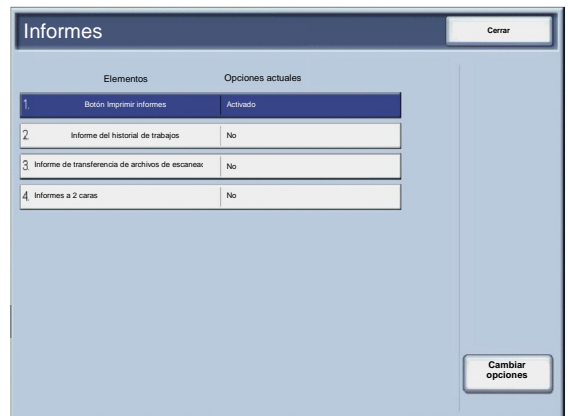 Informes
Cerrar
Elementos Opciones actuales
1. Botón Imprimir informes Activado
2. Informe del historial de trabajos No
3. Informe de transferencia de archivos de escanead No
4. Informes a 2 caras No
Cambiar
opciones